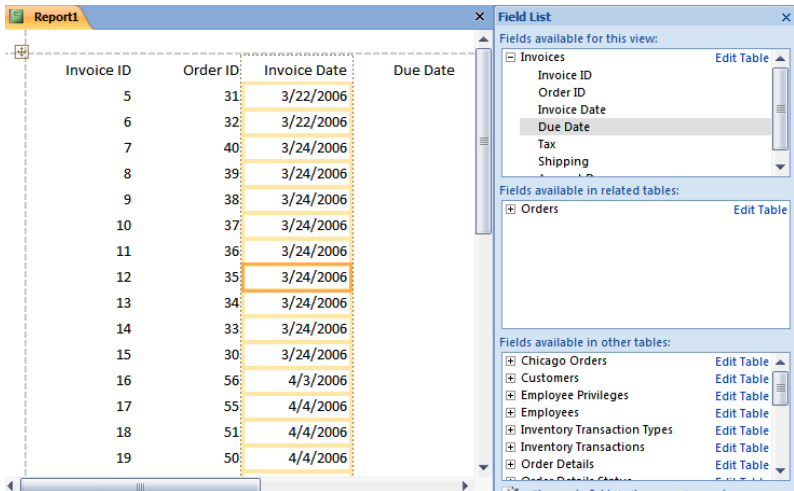 Report1
Invoice ID Order ID Invoice Date Due Date
5 31 3/22/2006
6 32 3/22/2006
7 40 3/24/2006
8 39 3/24/2006
9 38 3/24/2006
10 37 3/24/2006
11 36 3/24/2006
12 35 3/24/2006
13 34 3/24/2006
14 33 3/24/2006
15 30 3/24/2006
16 56 4/3/2006
17 55 4/4/2006
18 51 4/4/2006
19 50 4/4/2006
Field List
Fields available for this view:
Invoices Edit Table
Invoice ID
Order ID
Invoice Date
Due Date
Tax
Shipping
Fields available in related tables:
Orders Edit Table
Fields available in other tables:
Chicago Orders Edit Table
Customers Edit Table
Employee Privileges Edit Table
Employees Edit Table
Inventory Transaction Types Edit Table
Inventory Transactions Edit Table
Order Details Edit Table
Order Details Status Edit Table